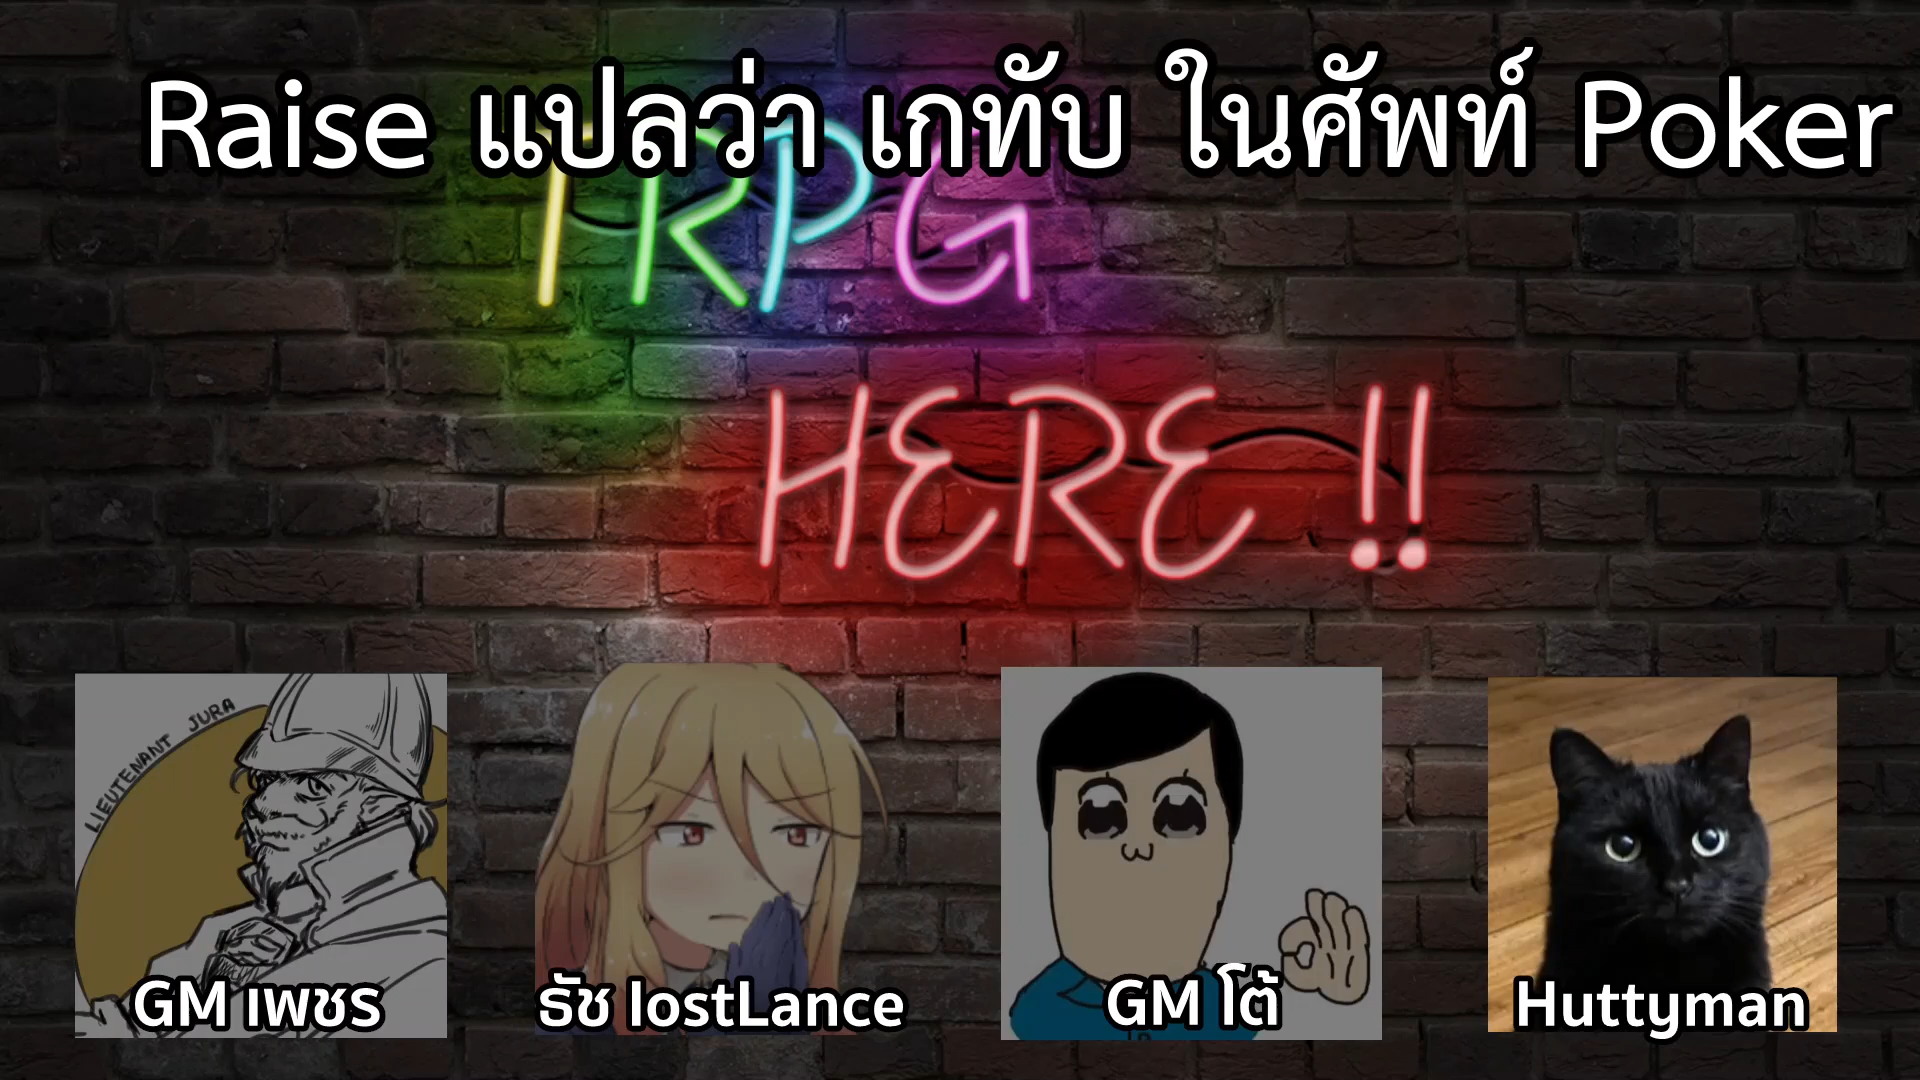 Raise แปลว่า เกทับ ในศัพท์ Poker
TRPG
HERE !!
LIEUTENANT JURA
GM เพชร
ธัช lostLance
GM โต้
Huttyman